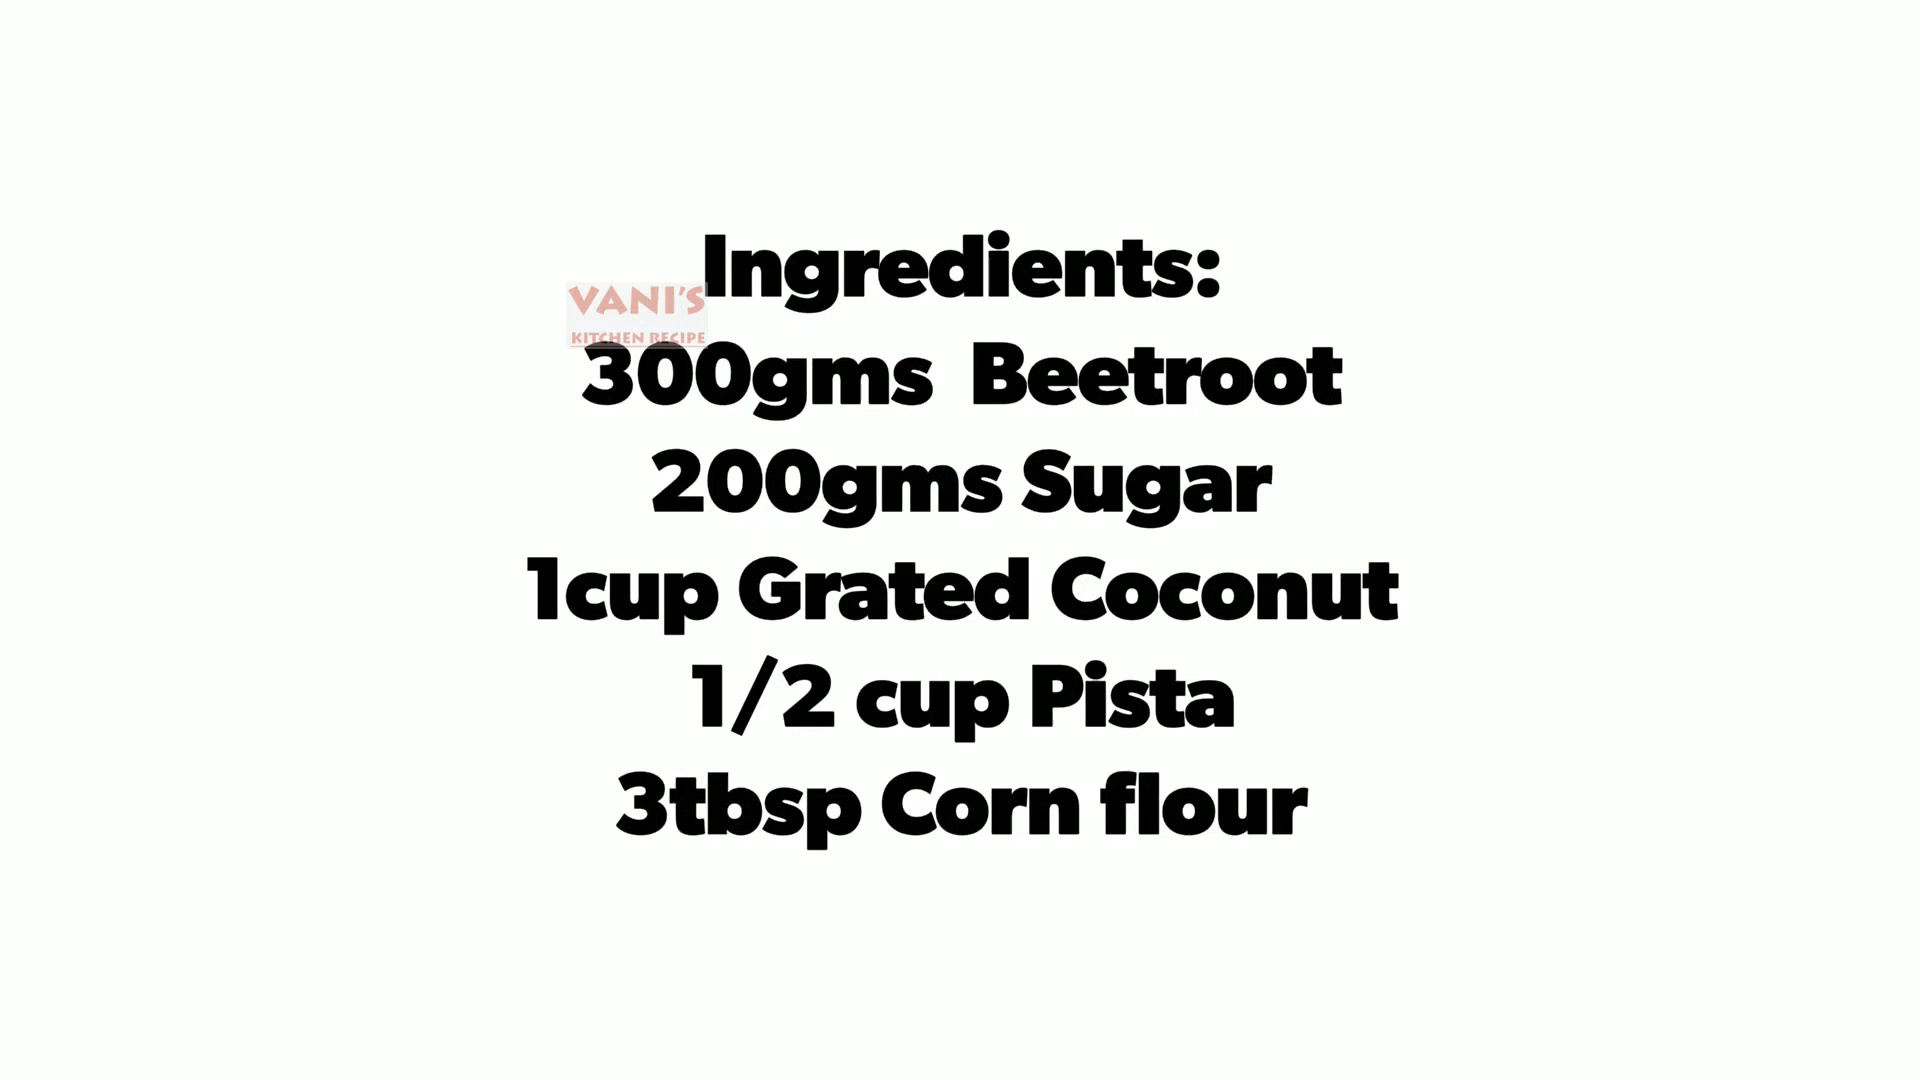 Ingredients:
VANI'S
KITCHEN RECIPE
300gms  Beetroot
200gms Sugar
1cup Grated Coconut
1/2 cup Pista
3tbsp Corn flour